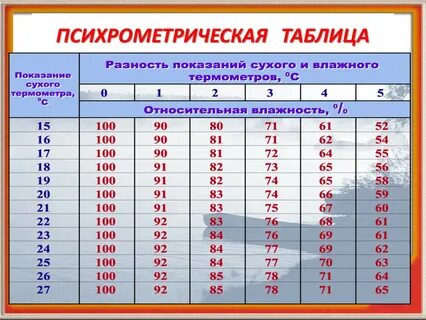 ПСИХРОМЕТРИЧЕСКАЯ ТАБЛИЦА
Показание сухого термометра, °С
Разность показаний сухого и влажного термометров, °С
0 1 2 3 4 5
Относительная влажность, %
15 100 90 80 71 61 52
16 100 90 81 71 62 54
17 100 90 81 72 64 55
18 100 91 82 73 65 56
19 100 91 82 74 65 58
20 100 91 83 74 66 59
21 100 91 83 75 67 60
22 100 92 83 76 68 61
23 100 92 84 76 69 61
24 100 92 84 77 69 62
25 100 92 84 77 70 63
26 100 92 85 78 71 64
27 100 92 85 78 71 65